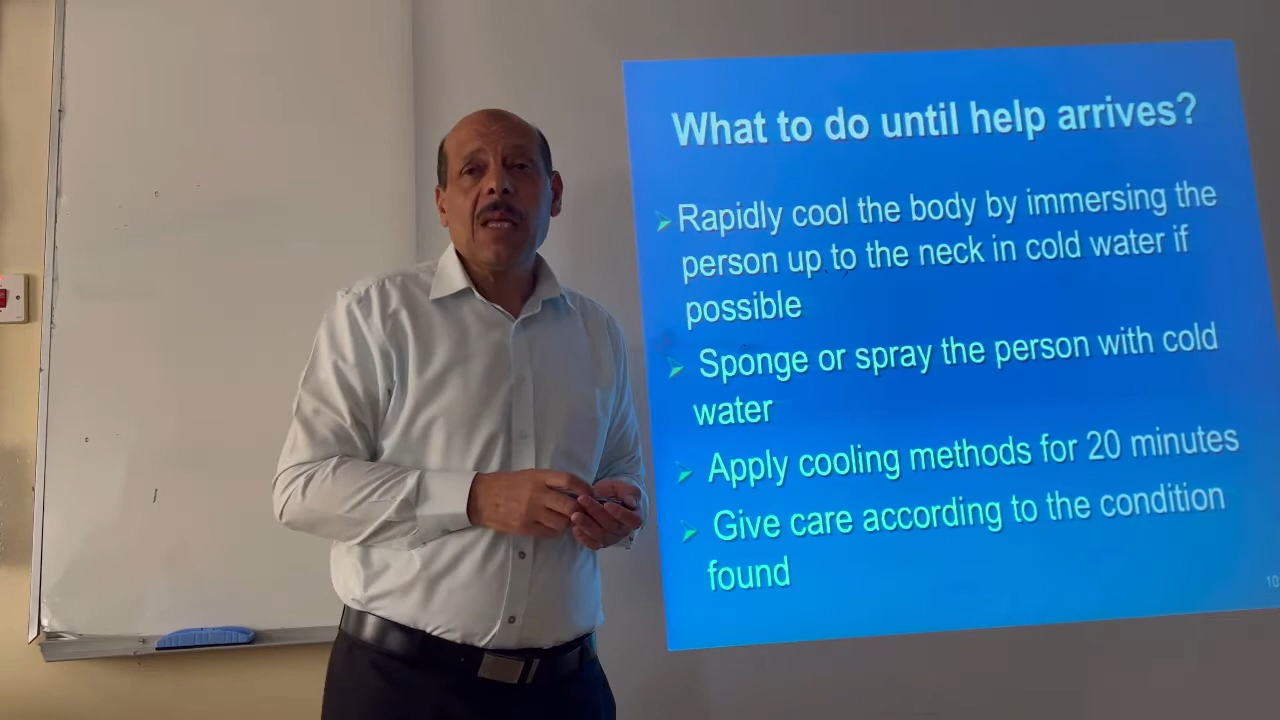 What to do until help arrives?
➢ Rapidly cool the body by immersing the
person up to the neck in cold water if
possible
➢ Sponge or spray the person with cold
water
➢ Apply cooling methods for 20 minutes
➢ Give care according to the condition
found
10